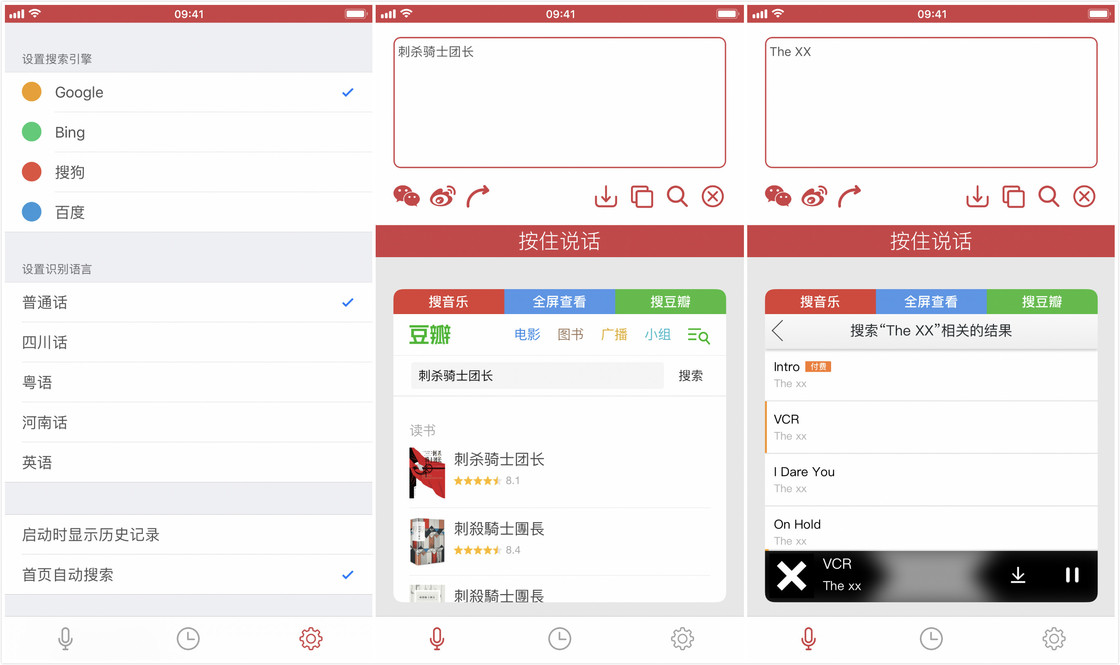 09:41
设置搜索引擎
Google
Bing
搜狗
百度
设置识别语言
普通话
四川话
粤语
河南话
英语
启动时显示历史记录
首页自动搜索
09:41
刺杀骑士团长
按住说话
搜音乐 全屏查看 搜豆瓣
豆瓣 电影 图书 广播 小组
刺杀骑士团长 搜索
读书
刺杀骑士团长
8.1
刺殺騎士團長
8.4
刺殺騎士團長
09:41
The XX
按住说话
搜音乐 全屏查看 搜豆瓣
搜索“The XX”相关的结果
Intro 付费
The xx
VCR
The xx
I Dare You
The xx
On Hold
The xx
VCR
The xx